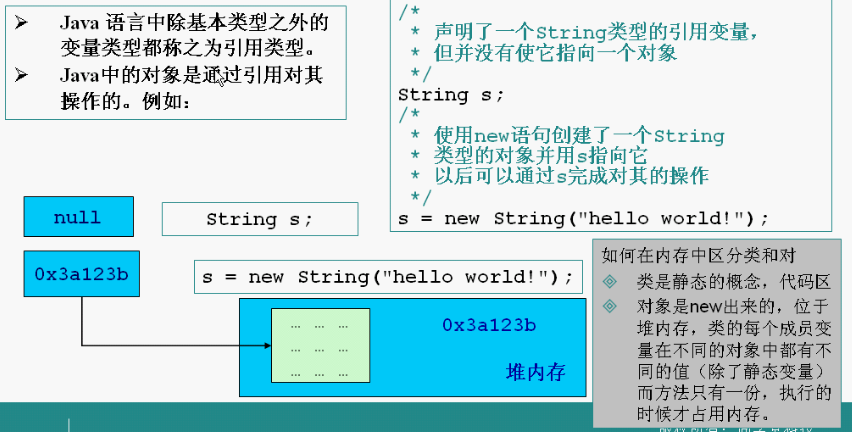 Java 语言中除基本类型之外的
变量类型都称之为引用类型。
Java中的对象是通过引用对其
操作的。例如：
/*
* 声明了一个String类型的引用变量，
* 但并没有使它指向一个对象
*/
String s;
/*
* 使用new语句创建了一个String
* 类型的对象并用s指向它
* 以后可以通过s完成对其的操作
*/
s = new String("hello world!");
null
String s;
0x3a123b
s = new String("hello world!");
… … …
… … …
… … …
0x3a123b
堆内存
如何在内存中区分类和对
类是静态的概念，代码区
对象是new出来的，位于
堆内存，类的每个成员变
量在不同的对象中都有不
同的值（除了静态变量）
而方法只有一份，执行的
时候才占用内存。